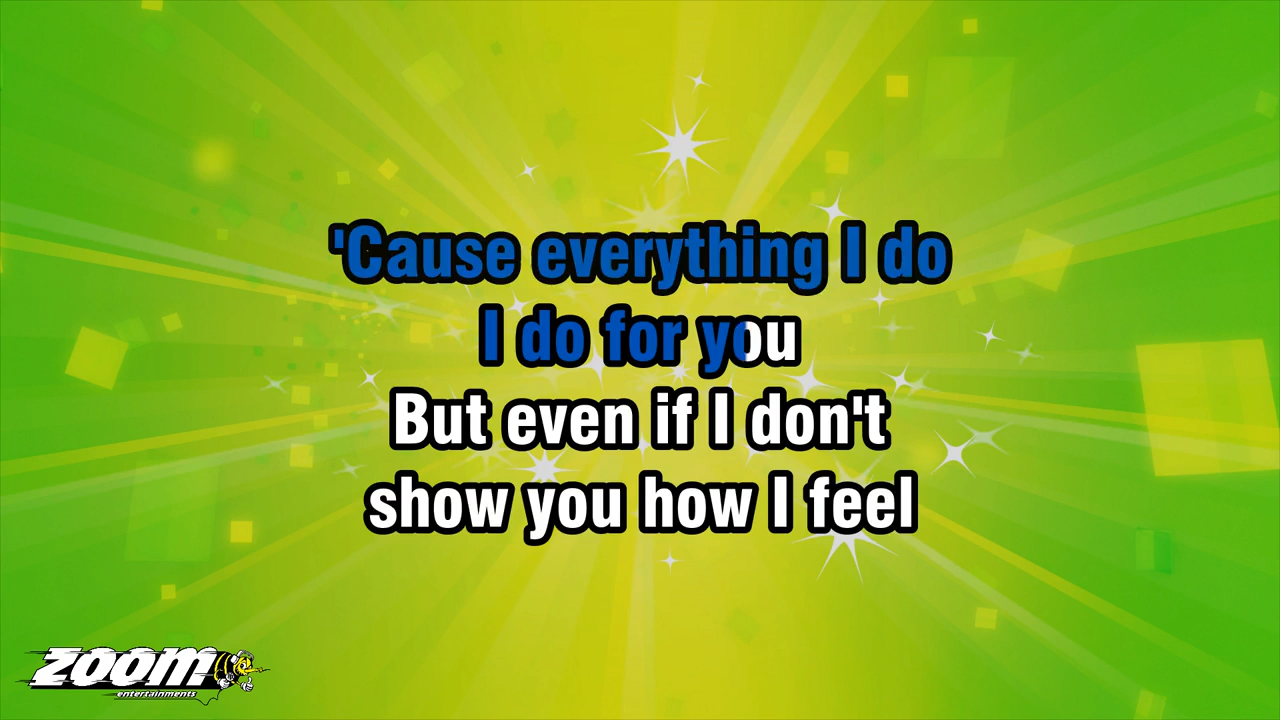 'Cause everything I do
I do for you
But even if I don't
show you how I feel
ZOOM
entertainments